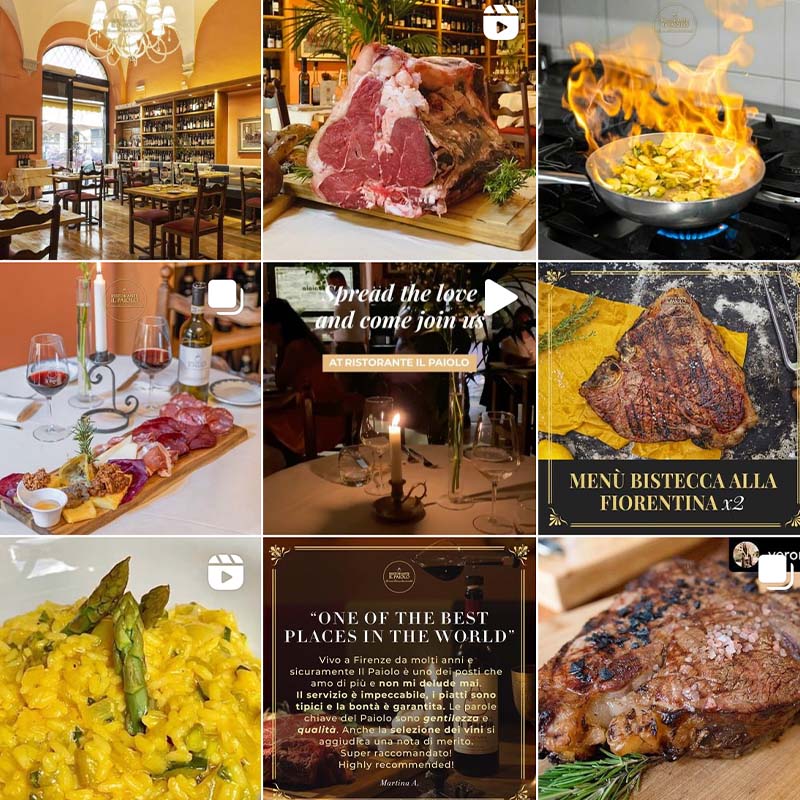 RISTORANTE
IL PAIOLO
Spread the love
and come join us
AT RISTORANTE IL PAIOLO
MENÙ BISTECCA ALLA
FIORENTINA x2
RISTORANTE
IL PAIOLO
"ONE OF THE BEST
PLACES IN THE WORLD"
Vivo a Firenze da molti anni e
sicuramente Il Paiolo è uno dei posti che
amo di più e non mi delude mai.
Il servizio è impeccabile, i piatti sono
tipici e la bontà è garantita. Le parole
chiave del Paiolo sono gentilezza e
qualità. Anche la selezione dei vini si
aggiudica una nota di merito.
Super raccomandato!
Highly recommended!
Martina A.